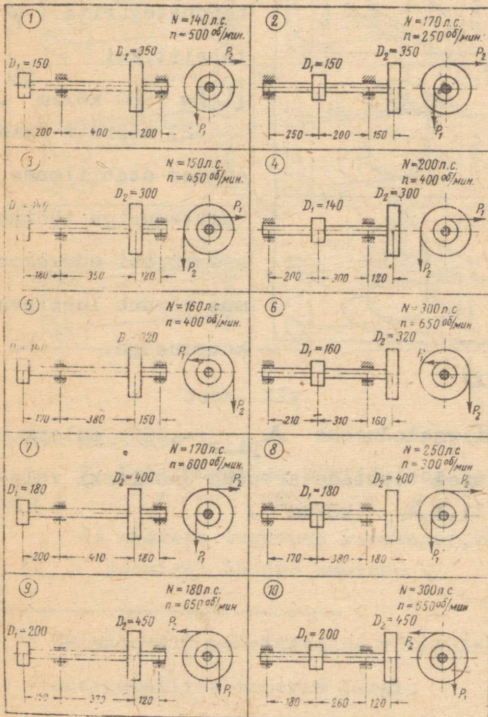 1
N=140 л.с.
n=500 об/мин.
D₁=150
D₂=350
P₂
P₁
200 400 200
2
N=170 л.с.
n=250 об/мин.
D₁=150
D₂=350
P₂
P₁
250 200 150
3
N=150 л.с.
n=450 об/мин.
D₂=300
P₁
P₂
180 350 120
4
N=200 л.с.
n=400 об/мин.
D₁=140
D₂=300
P₁
P₂
200 300 120
5
N=160 л.с.
n=400 об/мин.
P₁
P₂
170 380 150
6
N=300 л.с.
n=650 об/мин.
D₁=160
D₂=320
P₁
P₂
210 310 160
7
N=170 л.с.
n=600 об/мин.
D₁=180
D₂=400
P₂
P₁
200 410 180
8
N=250 л.с.
n=300 об/мин.
D₁=180
D₂=400
P₂
P₁
170 380 180
9
N=180 л.с.
n=650 об/мин
D₁=200
D₂=450
P₂
P₁
370 120
10
N=300 л.с.
n=650 об/мин.
D₁=200
D₂=450
P₂
P₁
180 260 120